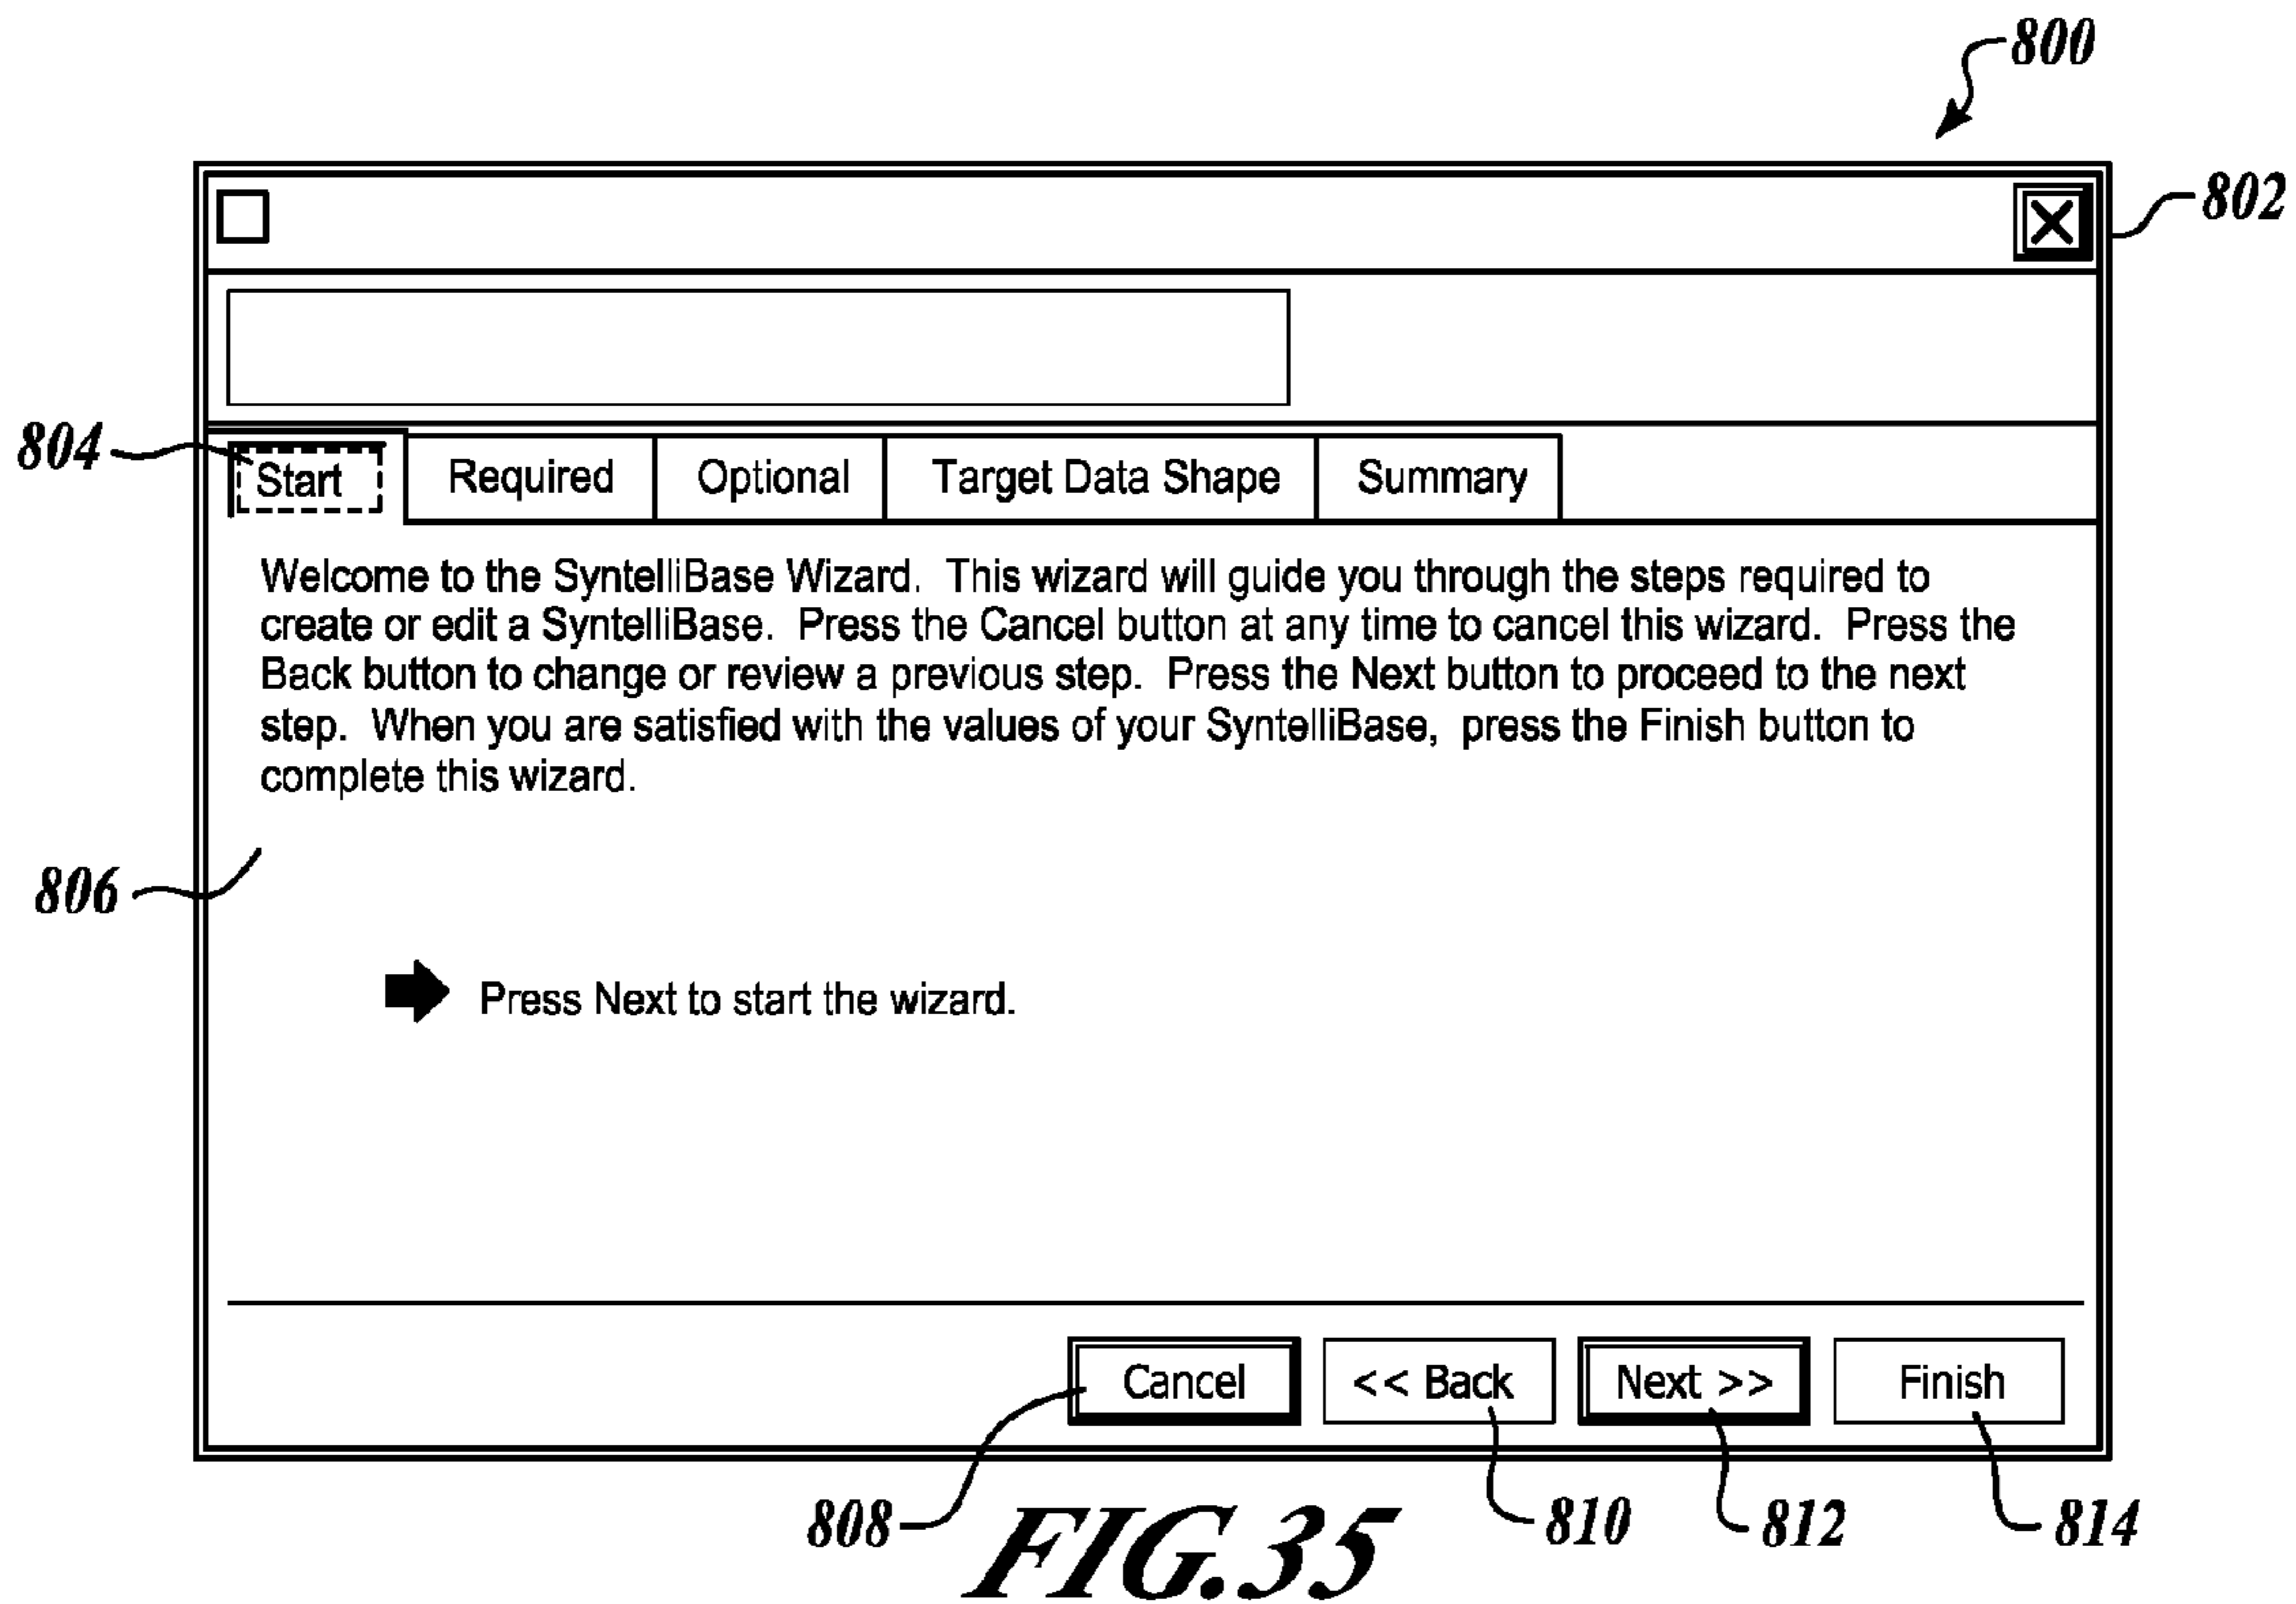 800
802
804
Start Required Optional Target Data Shape Summary
Welcome to the SyntelliBase Wizard. This wizard will guide you through the steps required to
create or edit a SyntelliBase. Press the Cancel button at any time to cancel this wizard. Press the
Back button to change or review a previous step. Press the Next button to proceed to the next
step. When you are satisfied with the values of your SyntelliBase, press the Finish button to
complete this wizard.
806
Press Next to start the wizard.
Cancel << Back Next >> Finish
808 810 812 814
FIG.35